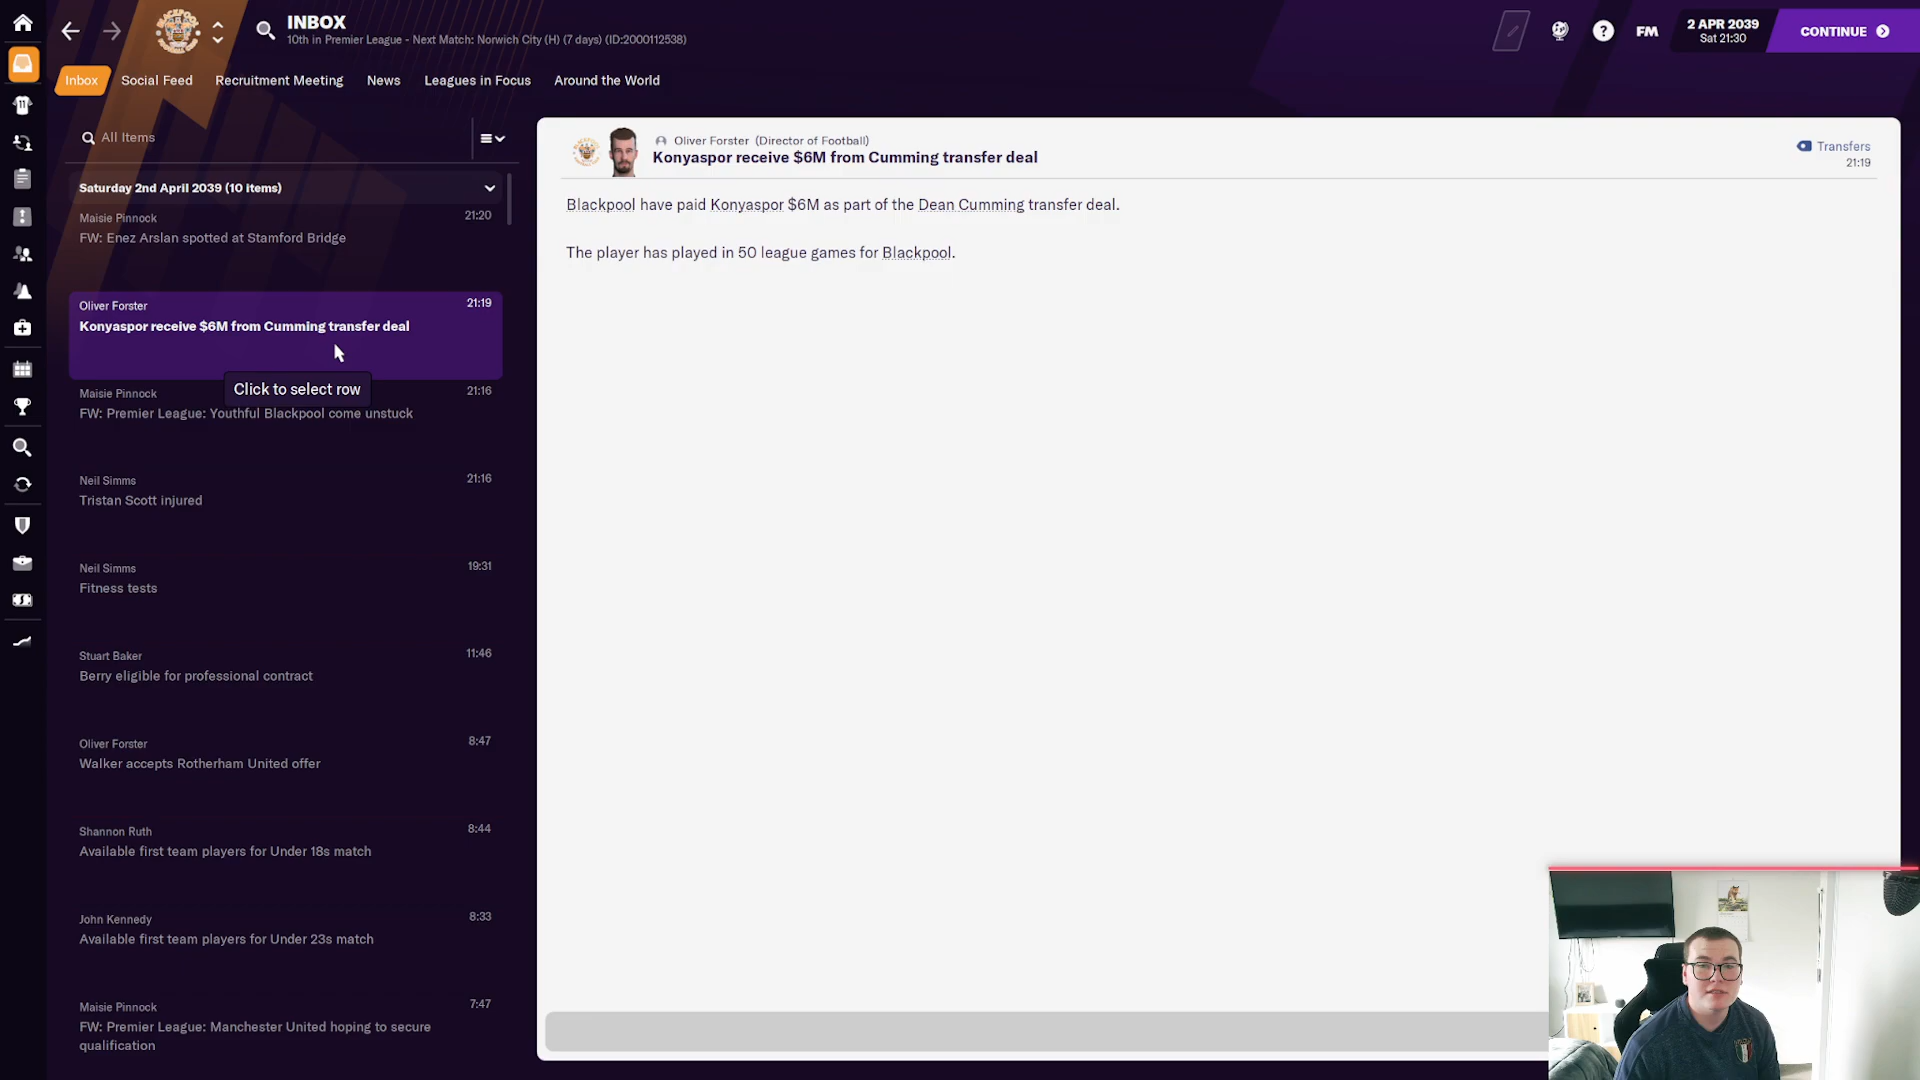 INBOX
10th in Premier League - Next Match: Norwich City (H) (7 days) (ID:2000112538)
FM
2 APR 2039
Sat 21:30
CONTINUE
Inbox
Social Feed
Recruitment Meeting
News
Leagues in Focus
Around the World
All Items
Saturday 2nd April 2039 (10 items)
Maisie Pinnock
21:20
FW: Enez Arslan spotted at Stamford Bridge
Oliver Forster
21:19
Konyaspor receive $6M from Cumming transfer deal
Click to select row
Maisie Pinnock
21:16
FW: Premier League: Youthful Blackpool come unstuck
Neil Simms
21:16
Tristan Scott injured
Neil Simms
19:31
Fitness tests
Stuart Baker
11:46
Berry eligible for professional contract
Oliver Forster
8:47
Walker accepts Rotherham United offer
Shannon Ruth
8:44
Available first team players for Under 18s match
John Kennedy
8:33
Available first team players for Under 23s match
Maisie Pinnock
7:47
FW: Premier League: Manchester United hoping to secure
qualification
Oliver Forster (Director of Football)
Konyaspor receive $6M from Cumming transfer deal
Transfers
21:19
Blackpool have paid Konyaspor $6M as part of the Dean Cumming transfer deal.
The player has played in 50 league games for Blackpool.